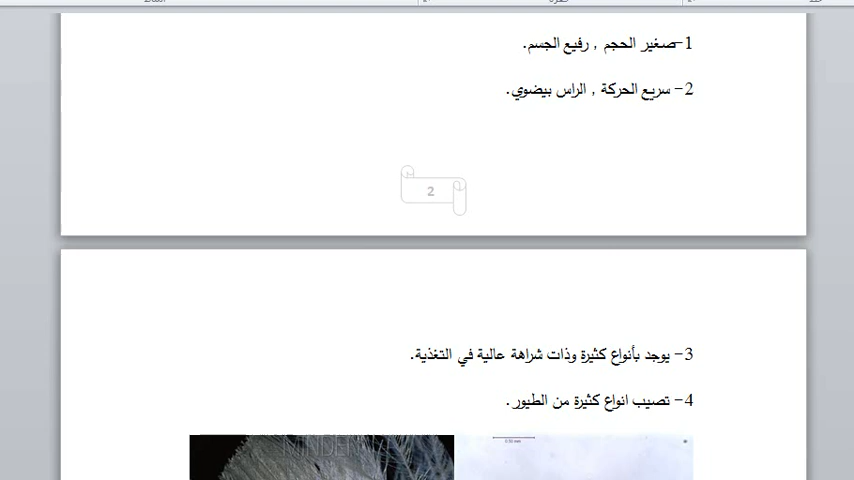 1-صغير الحجم , رفيع الجسم.
2- سريع الحركة , الراس بيضوي.
2
3- يوجد بأنواع كثيرة وذات شراهة عالية في التغذية.
4- تصيب انواع كثيرة من الطيور.
MINDEN